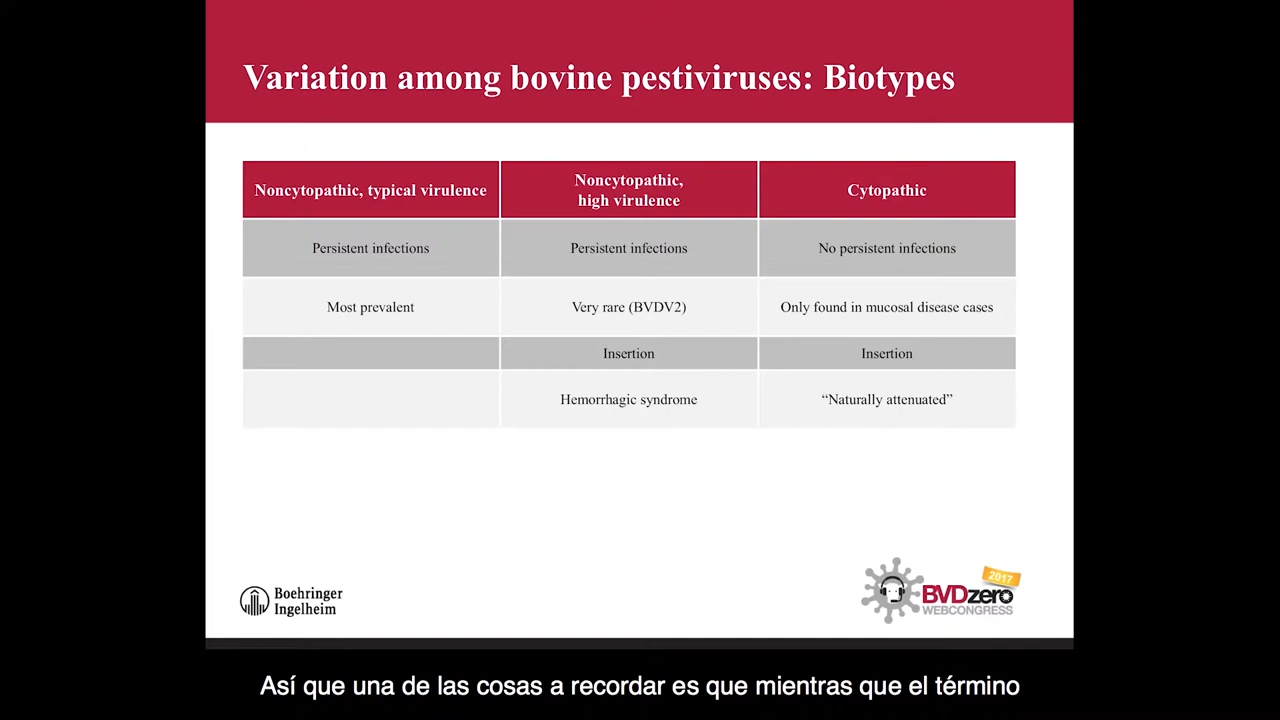 Variation among bovine pestiviruses: Biotypes
Noncytopathic, typical virulence
Noncytopathic,
high virulence
Cytopathic
Persistent infections
Persistent infections
No persistent infections
Most prevalent
Very rare (BVDV2)
Only found in mucosal disease cases
Insertion
Insertion
Hemorrhagic syndrome
“Naturally attenuated”
Boehringer
Ingelheim
2017
BVDzero
WEBCONGRESS
Así que una de las cosas a recordar es que mientras que el término